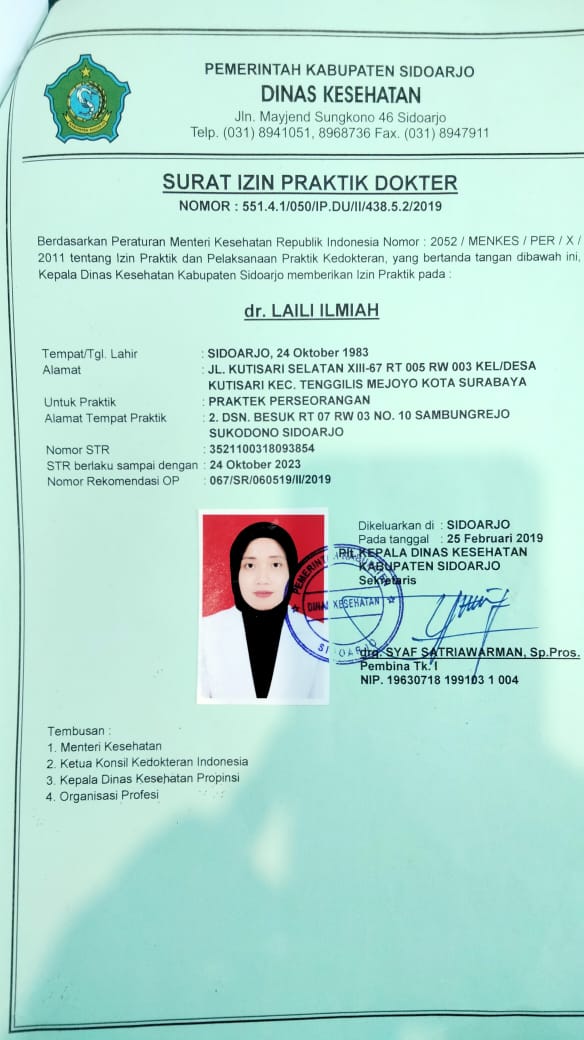 PEMERINTAH KABUPATEN SIDOARJO
DINAS KESEHATAN
Jln. Mayjend Sungkono 46 Sidoarjo
Telp. (031) 8941051, 8968736 Fax. (031) 8947911
SURAT IZIN PRAKTIK DOKTER
NOMOR : 551.4.1/050/IP.DU/II/438.5.2/2019
Berdasarkan Peraturan Menteri Kesehatan Republik Indonesia Nomor : 2052 / MENKES / PER / X /
2011 tentang Izin Praktik dan Pelaksanaan Praktik Kedokteran, yang bertanda tangan dibawah ini,
Kepala Dinas Kesehatan Kabupaten Sidoarjo memberikan Izin Praktik pada :
dr. LAILI ILMIAH
Tempat/Tgl. Lahir : SIDOARJO, 24 Oktober 1983
Alamat : JL. KUTISARI SELATAN XIII-67 RT 005 RW 003 KEL/DESA
KUTISARI KEC. TENGGILIS MEJOYO KOTA SURABAYA
Untuk Praktik : PRAKTEK PERSEORANGAN
Alamat Tempat Praktik : 2. DSN. BESUK RT 07 RW 03 NO. 10 SAMBUNGREJO
SUKODONO SIDOARJO
Nomor STR : 3521100318093854
STR berlaku sampai dengan : 24 Oktober 2023
Nomor Rekomendasi OP : 067/SR/060519/II/2019
Dikeluarkan di : SIDOARJO
Pada tanggal : 25 Februari 2019
Plt. KEPALA DINAS KESEHATAN
KABUPATEN SIDOARJO
Sekretaris
DINAS KESEHATAN
SIDOARJO
drg. SYAF SATRIAWARMAN, Sp.Pros.
Pembina Tk. I
NIP. 19630718 199103 1 004
Tembusan :
1. Menteri Kesehatan
2. Ketua Konsil Kedokteran Indonesia
3. Kepala Dinas Kesehatan Propinsi
4. Organisasi Profesi